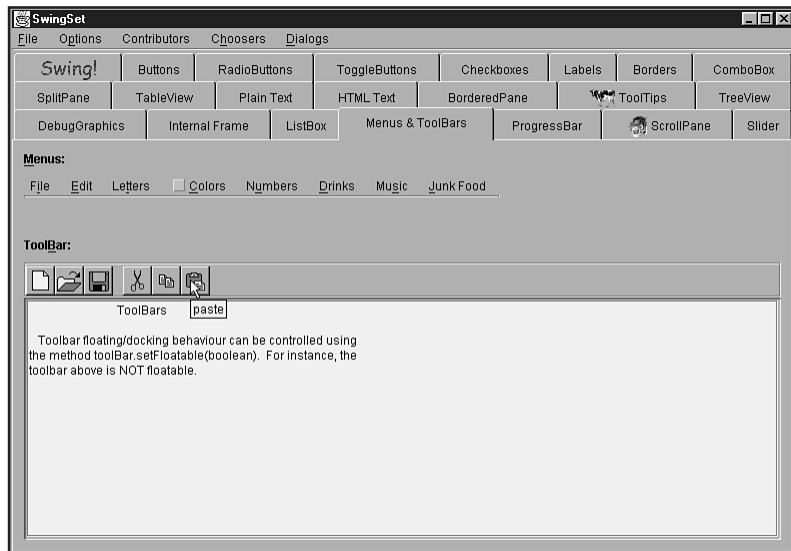 SwingSet
File Options Contributors Choosers Dialogs
Swing! Buttons RadioButtons ToggleButtons Checkboxes Labels Borders ComboBox
SplitPane TableView Plain Text HTML Text BorderedPane ToolTips TreeView
DebugGraphics Internal Frame ListBox Menus & ToolBars ProgressBar ScrollPane Slider
Menus:
File Edit Letters Colors Numbers Drinks Music Junk Food
ToolBar:
ToolBars paste
Toolbar floating/docking behaviour can be controlled using
the method toolBar.setFloatable(boolean). For instance, the
toolbar above is NOT floatable.